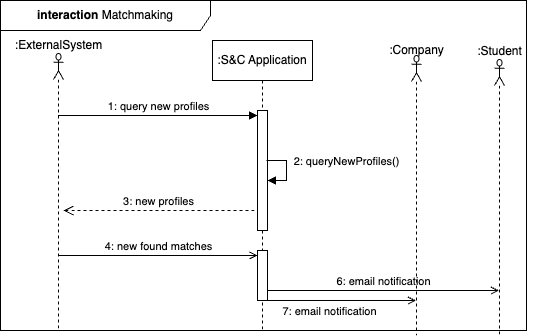 interaction Matchmaking
:ExternalSystem
:S&C Application
:Company
:Student
1: query new profiles
2: queryNewProfiles()
3: new profiles
4: new found matches
6: email notification
7: email notification